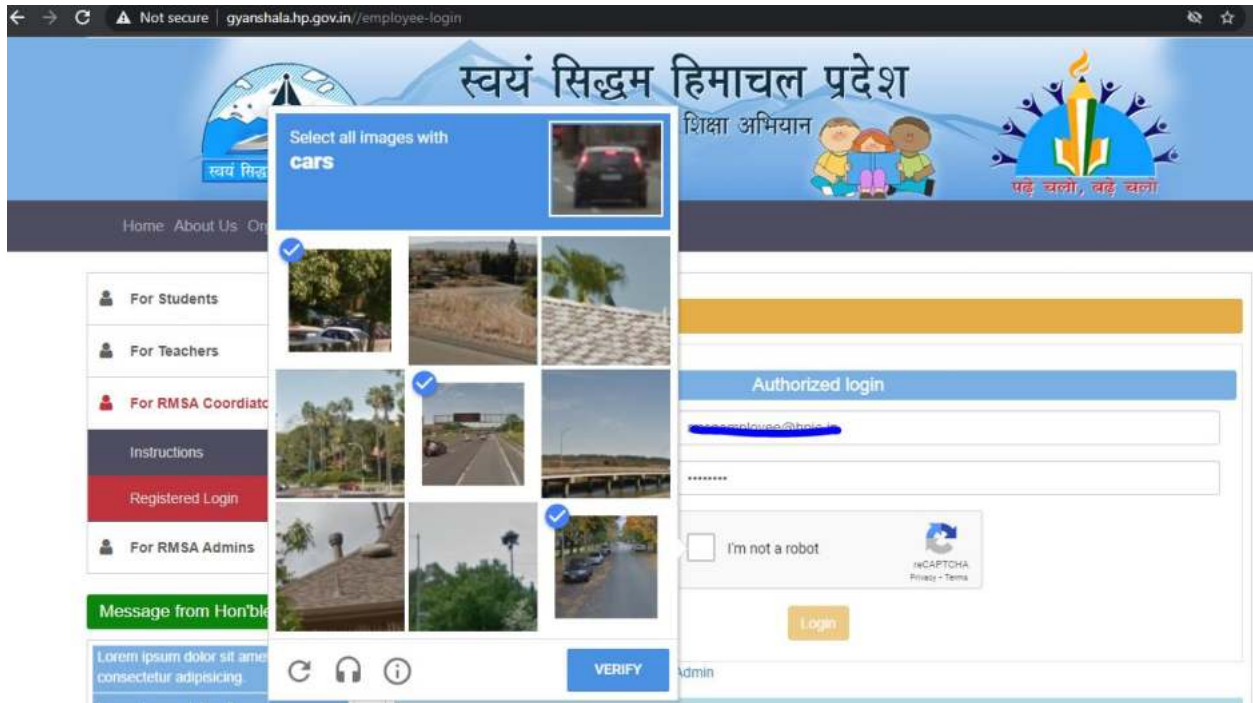 Not secure gyanshala.hp.gov.in//employee-login
स्वयं सिद्धम हिमाचल प्रदेश
शिक्षा अभियान
स्वयं
पढ़े चलो, बढ़े चलो
Select all images with
cars
Home About Us
For Students
For Teachers
For RMSA
Instructions
Registered Login
For RMSA Admins
Message from Hon'ble
Lorem ipsum dolor sit
consectetur adipisicing.
VERIFY
Authorized login
••••••••
I'm not a robot
reCAPTCHA
Privacy - Terms
Login
Admin